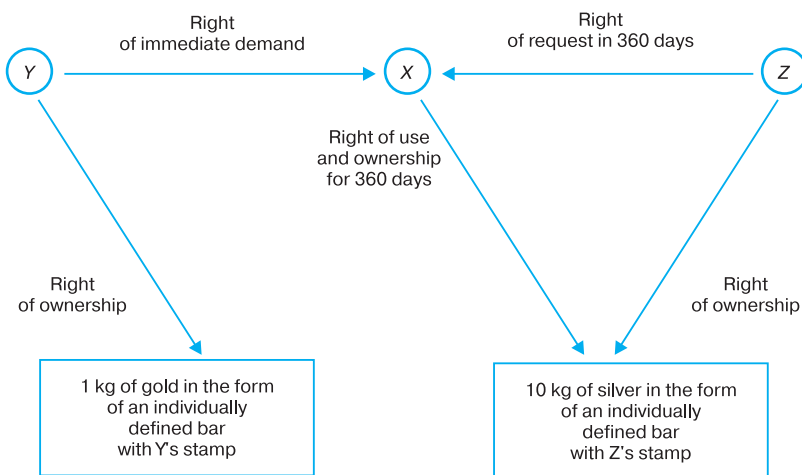 Right
of immediate demand
Right
of request in 360 days
Y
X
Z
Right of use
and ownership
for 360 days
Right
of ownership
Right
of ownership
1 kg of gold in the form
of an individually
defined bar
with Y's stamp
10 kg of silver in the form
of an individually
defined bar
with Z's stamp